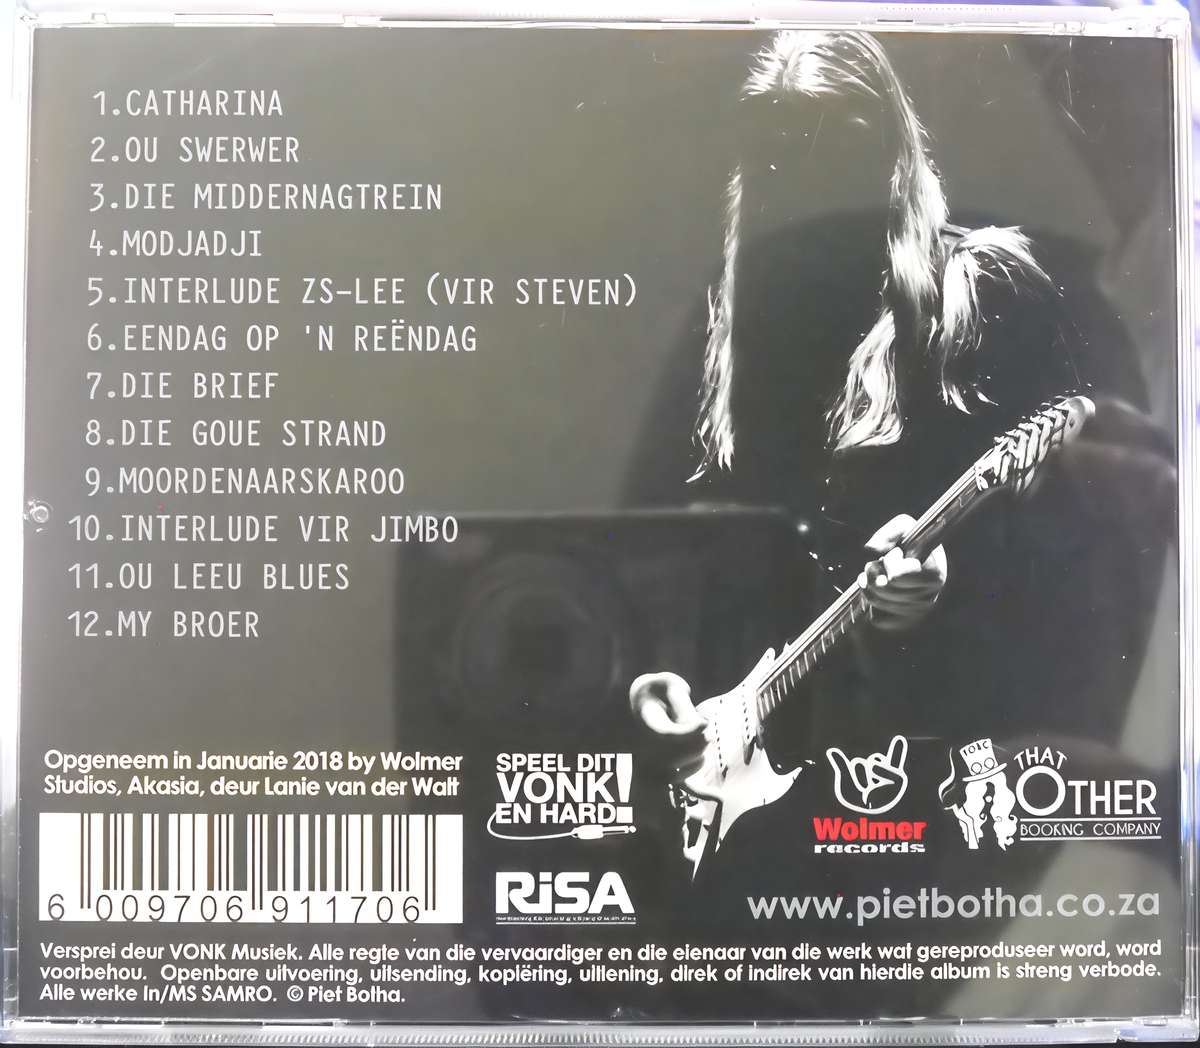 1.CATHARINA
2.OU SWERWER
3.DIE MIDDERNAGTREIN
4.MODJADJI
5.INTERLUDE ZS-LEE (VIR STEVEN)
6.EENDAG OP 'N REËNDAG
7.DIE BRIEF
8.DIE GOUE STRAND
9.MOORDENAARSKAROO
10.INTERLUDE VIR JIMBO
11.OU LEEU BLUES
12.MY BROER
Opgeneem in Januarie 2018 by Wolmer
Studios, Akasia, deur Lanie van der Walt
6 009706 911706
SPEEL DIT
VONK!
EN HARD
RiSA
Wolmer
racords
TOBC
THAT
OTHER
BOOKING COMPANY
www.pietbotha.co.za
Versprei deur VONK Musiek. Alle regte van die vervaardiger en die eienaar van die werk wat gereproduseer word, word
voorbehou. Openbare uitvoering, uitsending, kopiëring, uitlening, direk of indirek van hierdie album is streng verbode.
Alle werke In/MS SAMRO. © Piet Botha.